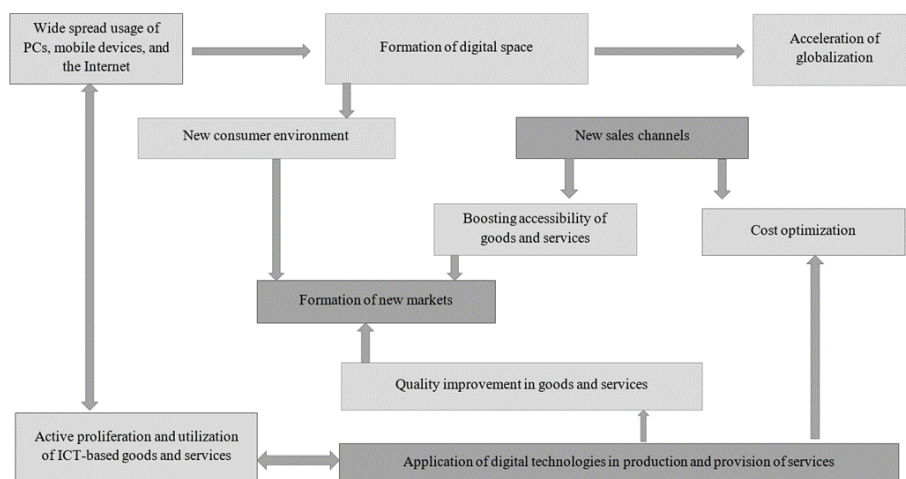 Wide spread usage of
PCs, mobile devices, and
the Internet
Formation of digital space
Acceleration of
globalization
New consumer environment
New sales channels
Boosting accessibility of
goods and services
Cost optimization
Formation of new markets
Quality improvement in goods and services
Active proliferation and utilization
of ICT-based goods and services
Application of digital technologies in production and provision of services